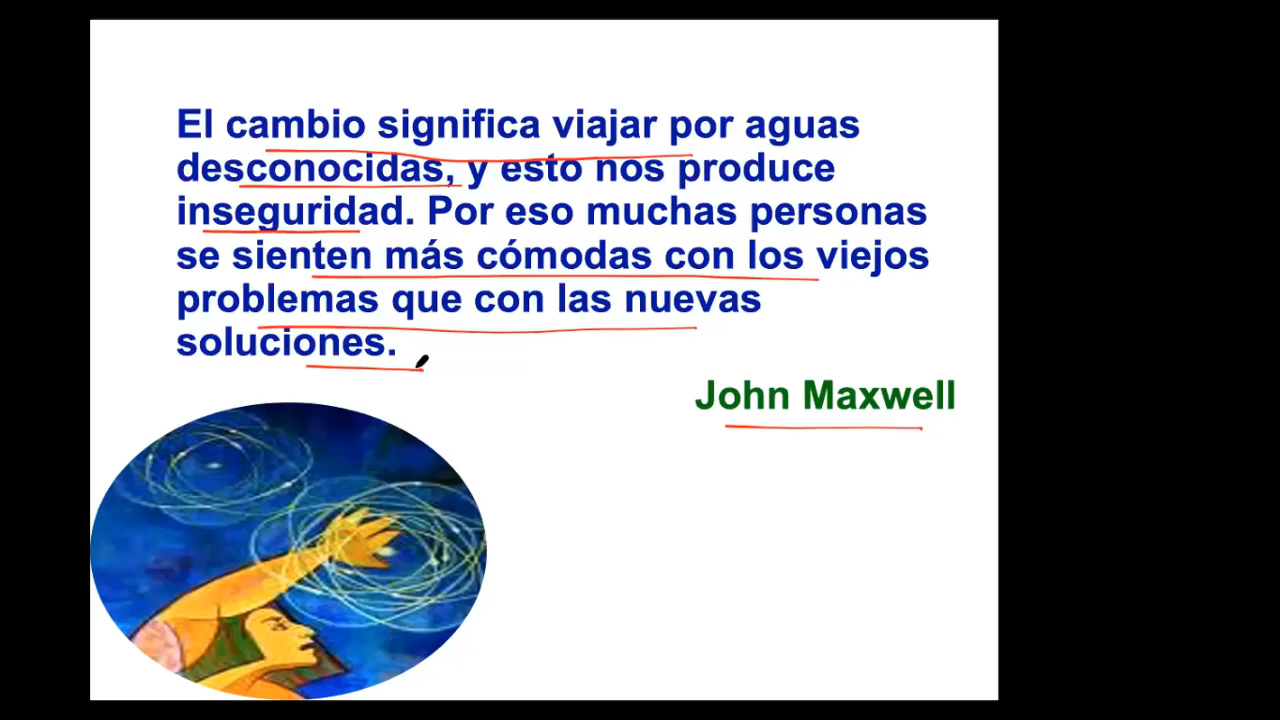 El cambio significa viajar por aguas
desconocidas, y esto nos produce
inseguridad. Por eso muchas personas
se sienten más cómodas con los viejos
problemas que con las nuevas
soluciones.
John Maxwell